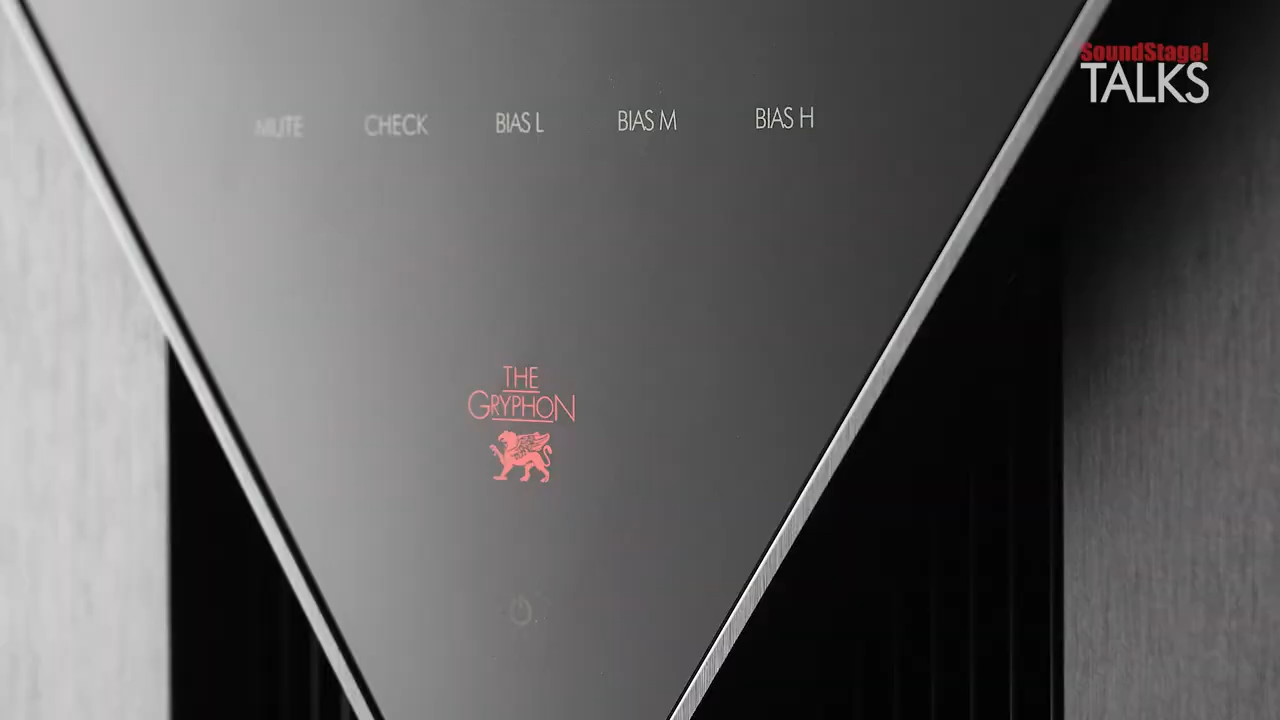 SoundStage!
TALKS
MUTE CHECK BIAS L BIAS M BIAS H
THE
GRYPHON